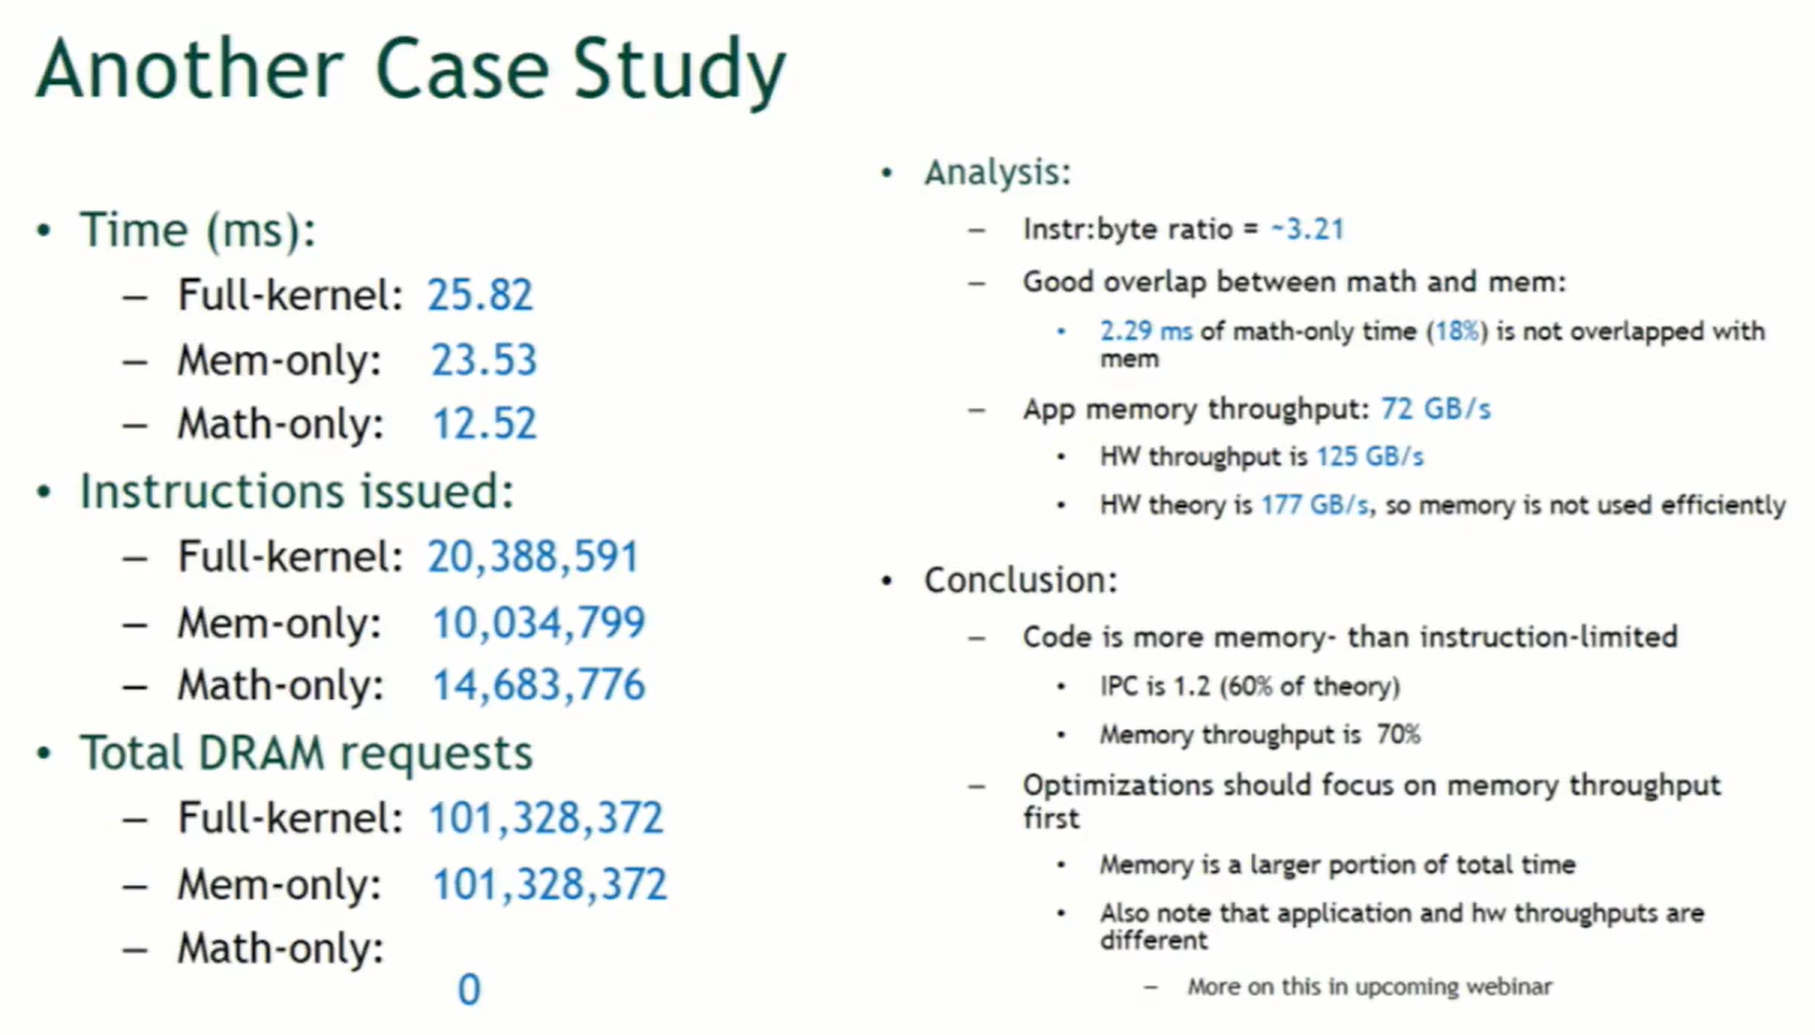 Another Case Study
• Time (ms):
– Full-kernel: 25.82
– Mem-only: 23.53
– Math-only: 12.52
• Instructions issued:
– Full-kernel: 20,388,591
– Mem-only: 10,034,799
– Math-only: 14,683,776
• Total DRAM requests
– Full-kernel: 101,328,372
– Mem-only: 101,328,372
– Math-only:
0
• Analysis:
– Instr:byte ratio = ~3.21
– Good overlap between math and mem:
• 2.29 ms of math-only time (18%) is not overlapped with
mem
– App memory throughput: 72 GB/s
• HW throughput is 125 GB/s
• HW theory is 177 GB/s, so memory is not used efficiently
• Conclusion:
– Code is more memory- than instruction-limited
• IPC is 1.2 (60% of theory)
• Memory throughput is 70%
– Optimizations should focus on memory throughput
first
• Memory is a larger portion of total time
• Also note that application and hw throughputs are
different
– More on this in upcoming webinar